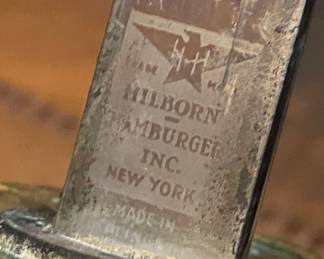 H H
HILBORN
-
HAMBURGER
INC.
NEW YORK
MADE IN